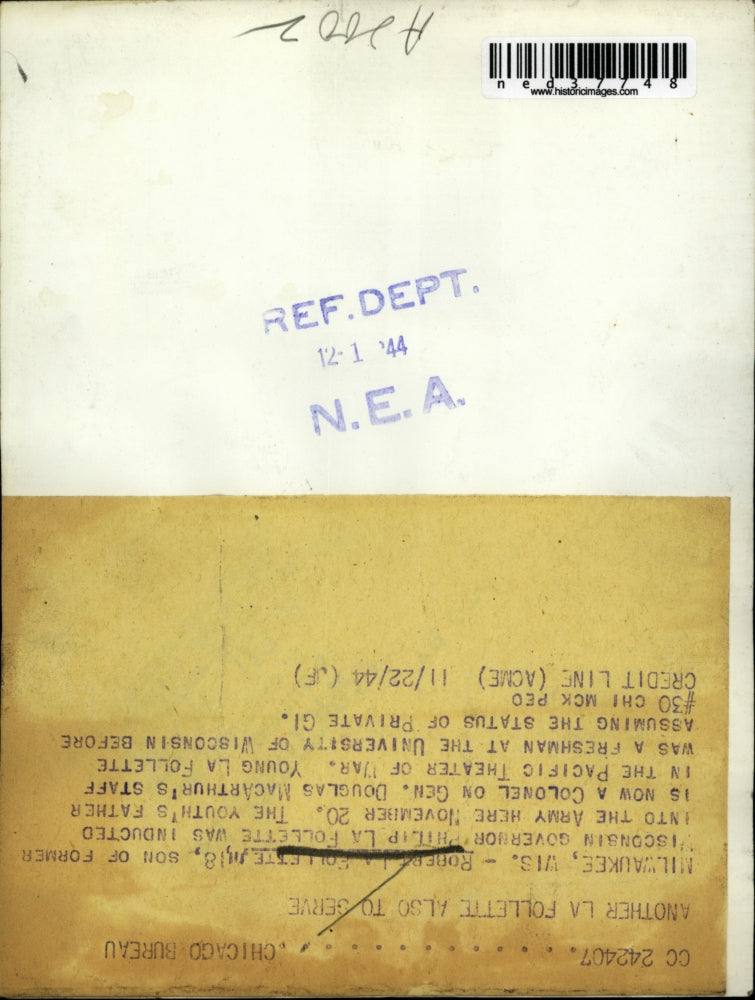 A2002
ned37748
www.historicimages.com
REF. DEPT.
12-1 '44
N.E.A.
CC 242407. . . . . . . . . . . CHICAGO BUREAU
ANOTHER LA FOLLETTE ALSO TO SERVE
MILWAUKEE, WIS. - ROBERT LA FOLLETTE, 18, SON OF FORMER
WISCONSIN GOVERNOR PHILIP LA FOLLETTE WAS INDUCTED
INTO THE ARMY HERE NOVEMBER 20. THE YOUTH'S FATHER
IS NOW A COLONEL ON GEN. DOUGLAS MACARTHUR'S STAFF
IN THE PACIFIC THEATER OF WAR. YOUNG LA FOLLETTE
WAS A FRESHMAN AT THE UNIVERSITY OF WISCONSIN BEFORE
ASSUMING THE STATUS OF PRIVATE GI.
#30 CHI MCK PEO
CREDIT LINE (ACME) 11/22/44 (JF)